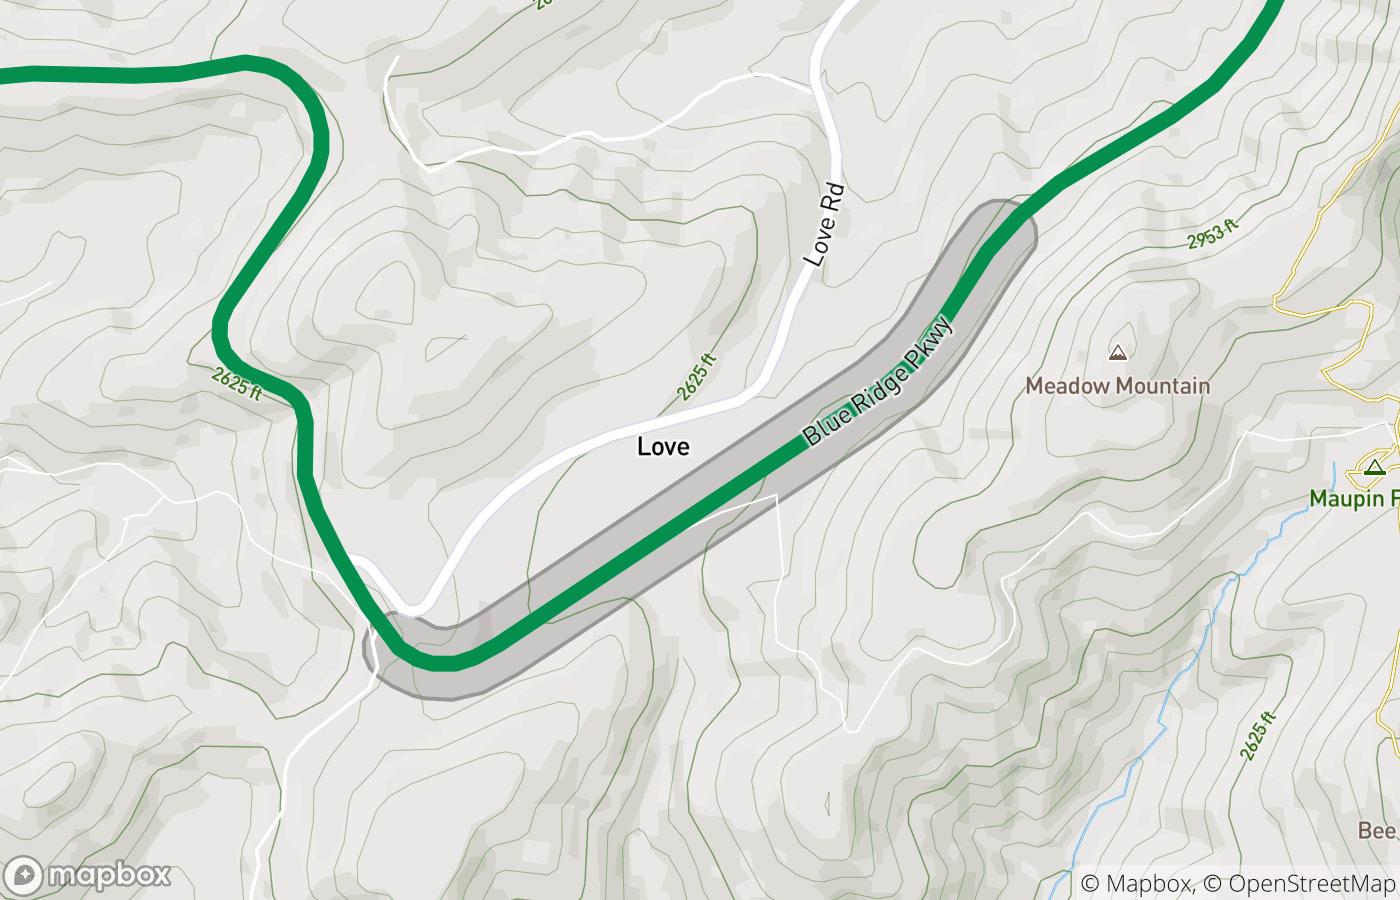 2953 ft
Love Rd
Blue Ridge Pkwy
2625 ft
2625 ft
Meadow Mountain
Love
Maupin F
2625 ft
Bee
mapbox
© Mapbox, © OpenStreetMap